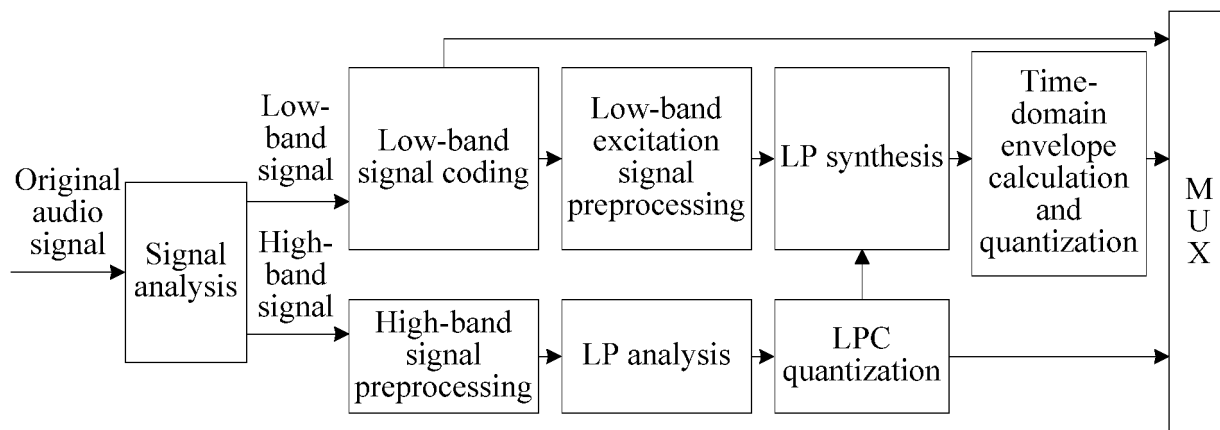 Original
audio
signal
Signal
analysis
Low-
band
signal
High-
band
signal
Low-band
signal coding
Low-band
excitation
signal
preprocessing
LP synthesis
Time-
domain
envelope
calculation
and
quantization
High-band
signal
preprocessing
LP analysis
LPC
quantization
M
U
X